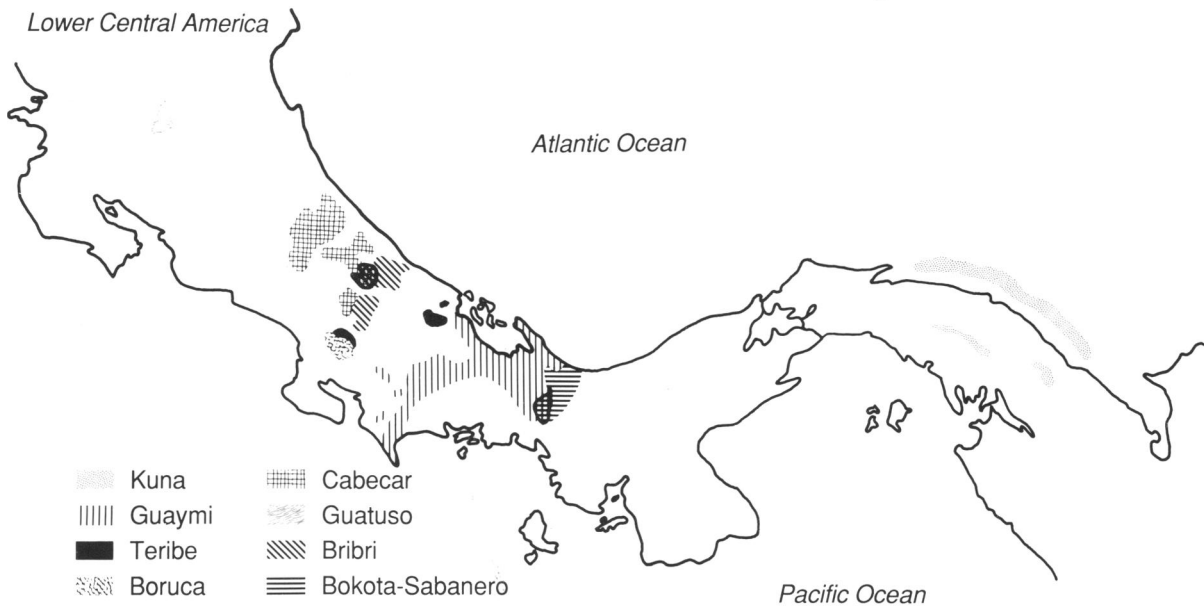 Lower Central America
Atlantic Ocean
Kuna
Guaymi
Teribe
Boruca
Cabecar
Guatuso
Bribri
Bokota-Sabanero
Pacific Ocean